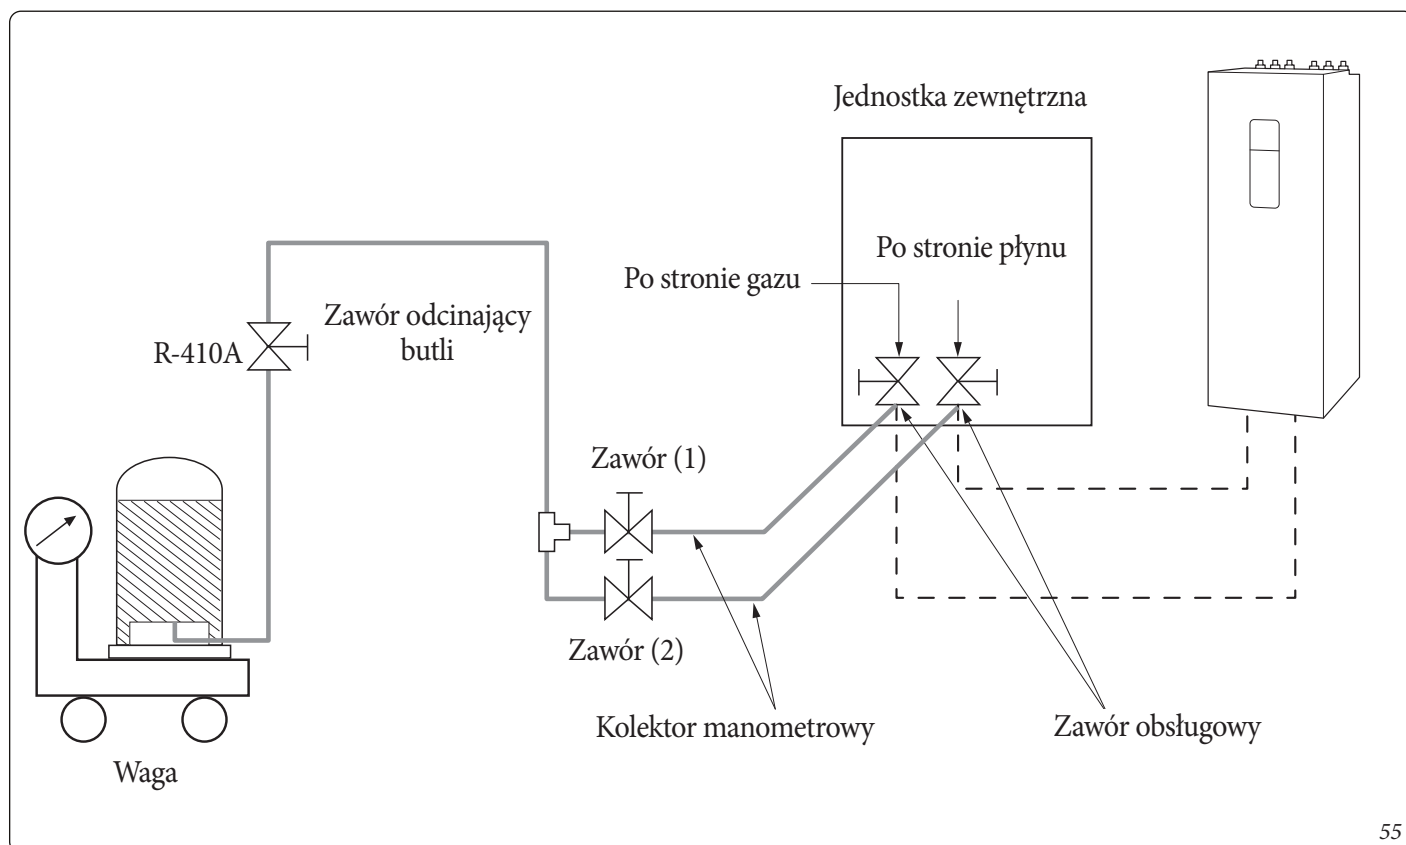 Jednostka zewnętrzna
Po stronie płynu
Po stronie gazu
Zawór odcinający
butli
R-410A
Zawór (1)
Zawór (2)
Kolektor manometrowy
Zawór obsługowy
Waga
55